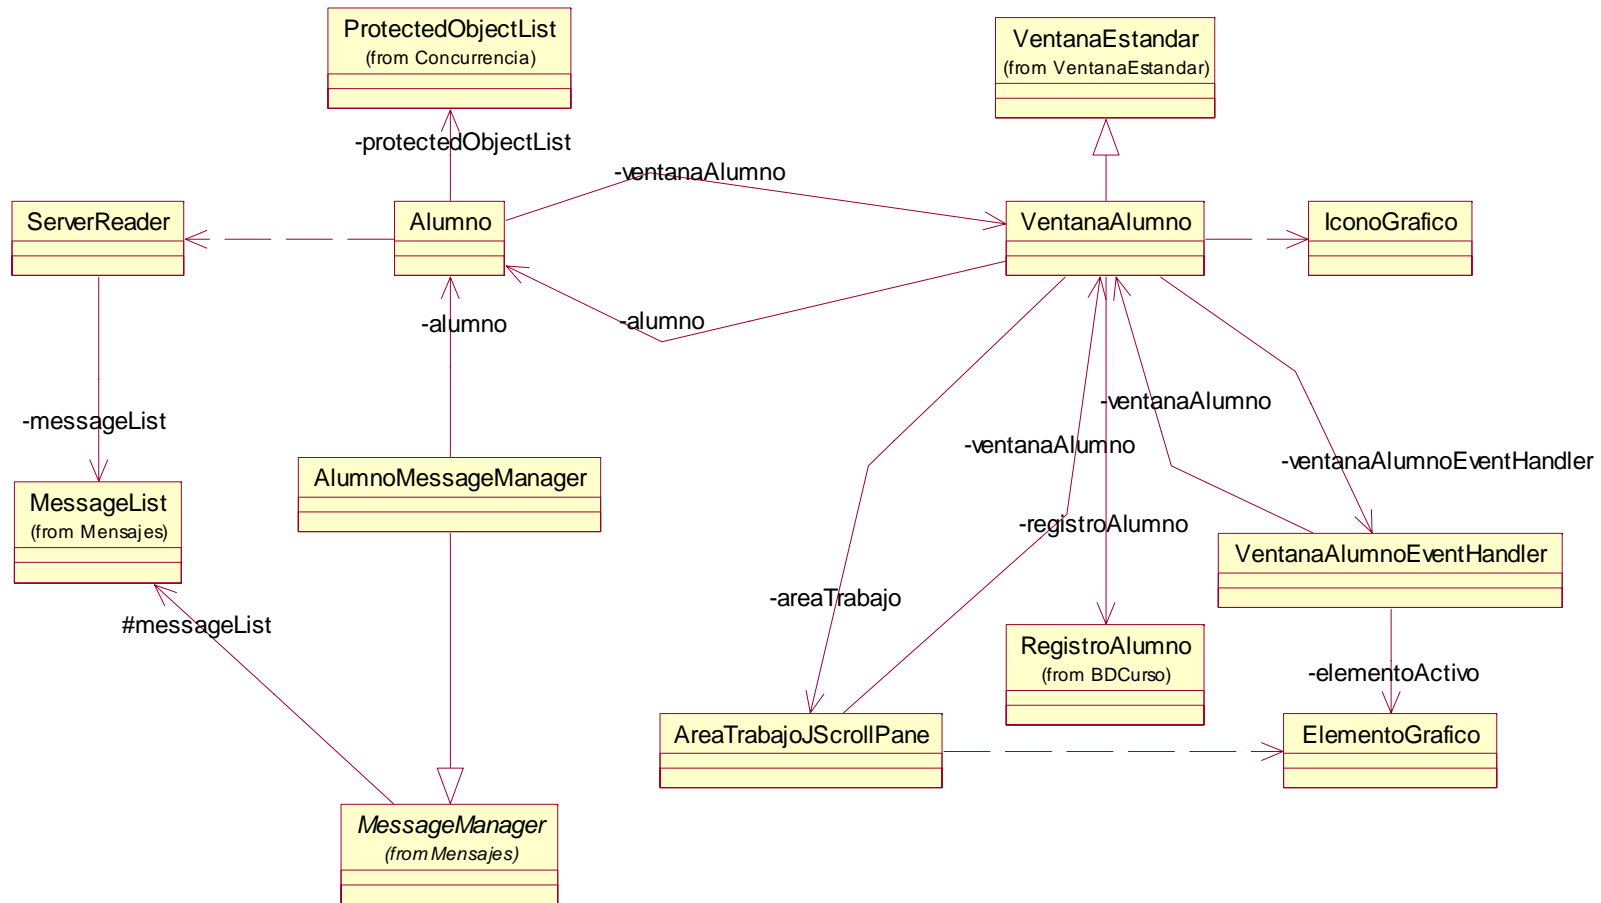 ProtectedObjectList
(from Concurrencia)
VentanaEstandar
(from VentanaEstandar)
-protectedObjectList
-ventanaAlumno
ServerReader
Alumno
VentanaAlumno
IconoGrafico
-alumno
-alumno
-messageList
-ventanaAlumno
-ventanaAlumno
-ventanaAlumnoEventHandler
AlumnoMessageManager
MessageList
(from Mensajes)
-registroAlumno
VentanaAlumnoEventHandler
-areaTrabajo
#messageList
RegistroAlumno
(from BDCurso)
-elementoActivo
AreaTrabajoJScrollPane
ElementoGrafico
MessageManager
(from Mensajes)